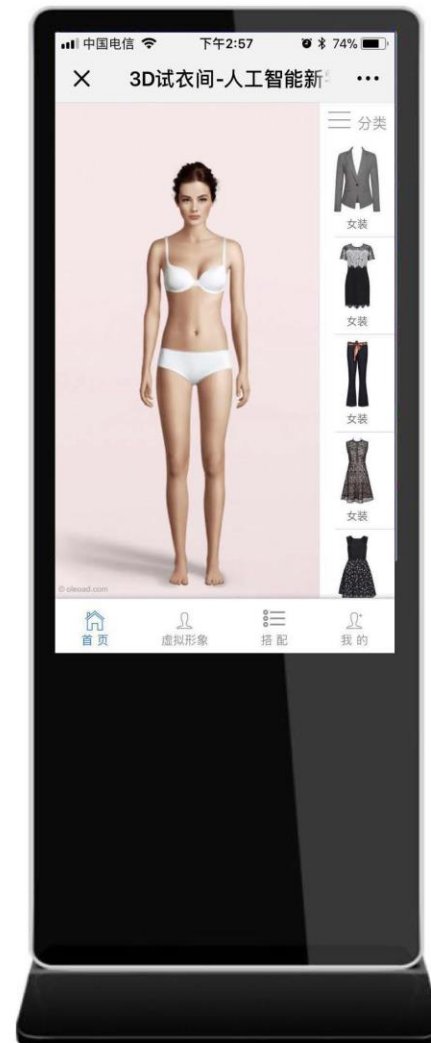 中国电信 下午2:57 74%
3D试衣间-人工智能新
分类
女装
女装
女装
女装
© olesad.com
首页 虚拟形象 搭配 我的